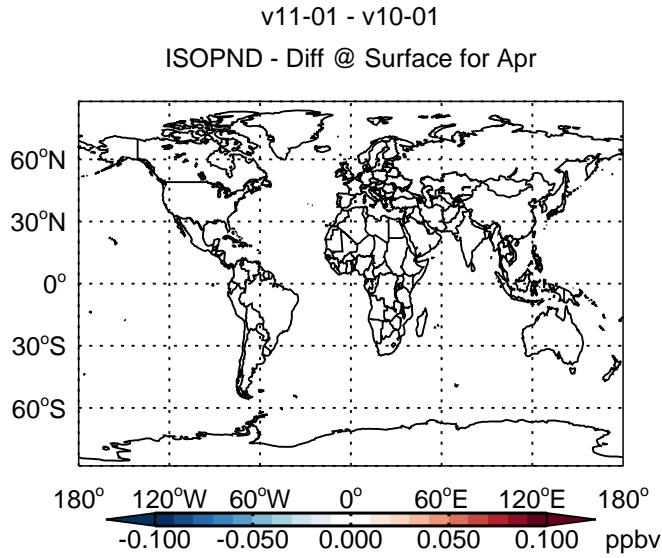 v11-01 - v10-01
ISOPND - Diff @ Surface for Apr
60°N
30°N
0°
30°S
60°S
180° 120°W 60°W 0° 60°E 120°E 180°
-0.100 -0.050 0.000 0.050 0.100 ppbv